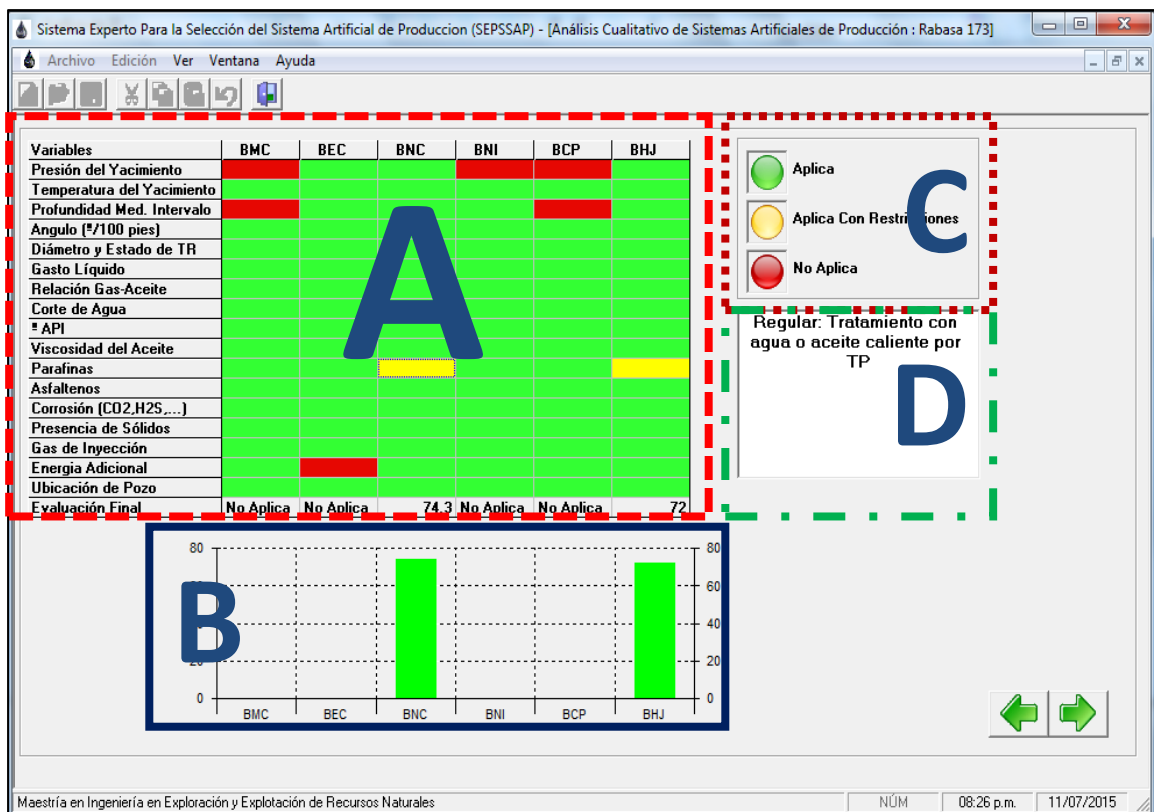 Sistema Experto Para la Selección del Sistema Artificial de Produccion (SEPSSAP) - [Análisis Cualitativo de Sistemas Artificiales de Producción : Rabasa 173]
Archivo Edición Ver Ventana Ayuda
Variables BMC BEC BNC BNI BCP BHJ
Presión del Yacimiento
Temperatura del Yacimiento
Profundidad Med. Intervalo
Angulo (º/100 pies)
Diámetro y Estado de TR
Gasto Líquido
Relación Gas-Aceite
Corte de Agua
º API
Viscosidad del Aceite
Parafinas
Asfaltenos
Corrosión (CO2,H2S,...)
Presencia de Sólidos
Gas de Inyección
Energia Adicional
Ubicación de Pozo
Evaluación Final No Aplica No Aplica 74.3 No Aplica No Aplica 72
A
Aplica
Aplica Con Restricciones
No Aplica
C
Regular: Tratamiento con
agua o aceite caliente por
TP
D
80 80
60
40
20 20
0 0
B
BMC BEC BNC BNI BCP BHJ
Maestría en Ingeniería en Exploración y Explotación de Recursos Naturales NÚM 08:26 p.m. 11/07/2015